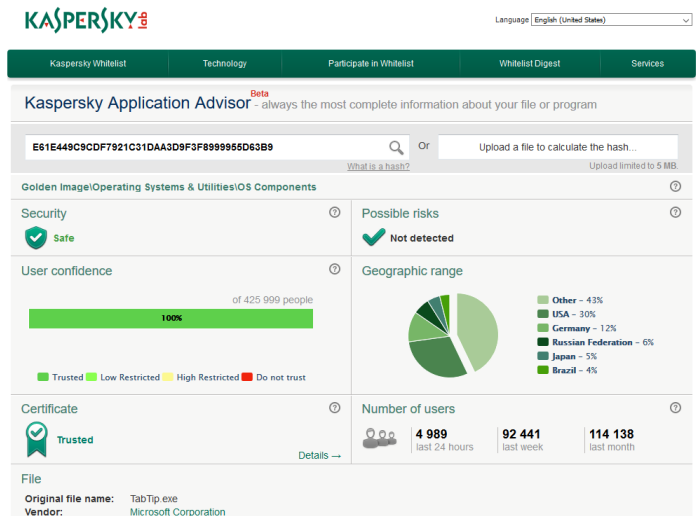 KASPERSKY lab
Language English (United States)
Kaspersky Whitelist Technology Participate in Whitelist Whitelist Digest Services
Kaspersky Application Advisor Beta - always the most complete information about your file or program
E61E449C9CDF7921C31DAA3D9F3F8999955D63B9 Or Upload a file to calculate the hash...
What is a hash? Upload limited to 5 MB.
Golden Image\Operating Systems & Utilities\OS Components
Security
Safe
Possible risks
Not detected
User confidence
of 425 999 people
100%
Trusted Low Restricted High Restricted Do not trust
Geographic range
Other – 43%
USA – 30%
Germany – 12%
Russian Federation – 6%
Japan – 5%
Brazil – 4%
Certificate
Trusted
Details →
Number of users
4 989 92 441 114 138
last 24 hours last week last month
File
Original file name: TabTip.exe
Vendor: Microsoft Corporation